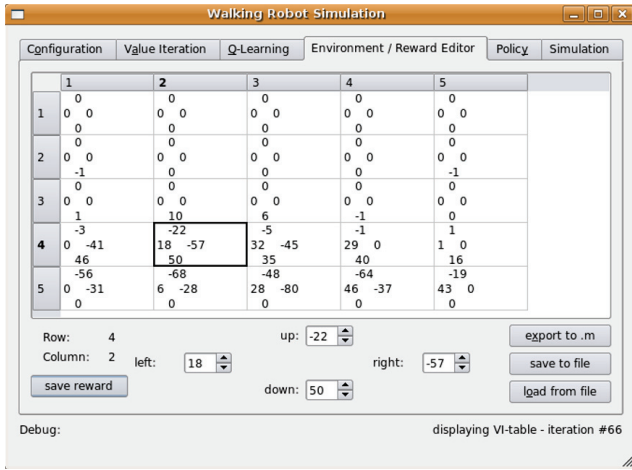 Walking Robot Simulation
Configuration Value Iteration Q-Learning Environment / Reward Editor Policy Simulation
1 2 3 4 5
0 0 0 0 0
1 0 0 0 0 0 0 0 0 0 0
0 0 0 0 0
0 0 0 0 0
2 0 0 0 0 0 0 0 0 0 0
-1 0 0 0 -1
0 0 0 0 0
3 0 0 0 0 0 0 0 0 0 0
1 10 6 -1 0
-3 -22 -5 -1 1
4 0 -41 18 -57 32 -45 29 0 1 0
46 50 35 40 16
-56 -68 -48 -64 -19
5 0 -31 6 -28 28 -80 46 -37 43 0
0 0 0 0 0
Row: 4 up: -22 export to .m
Column: 2 left: 18 right: -57 save to file
save reward down: 50 load from file
Debug: displaying VI-table - iteration #66